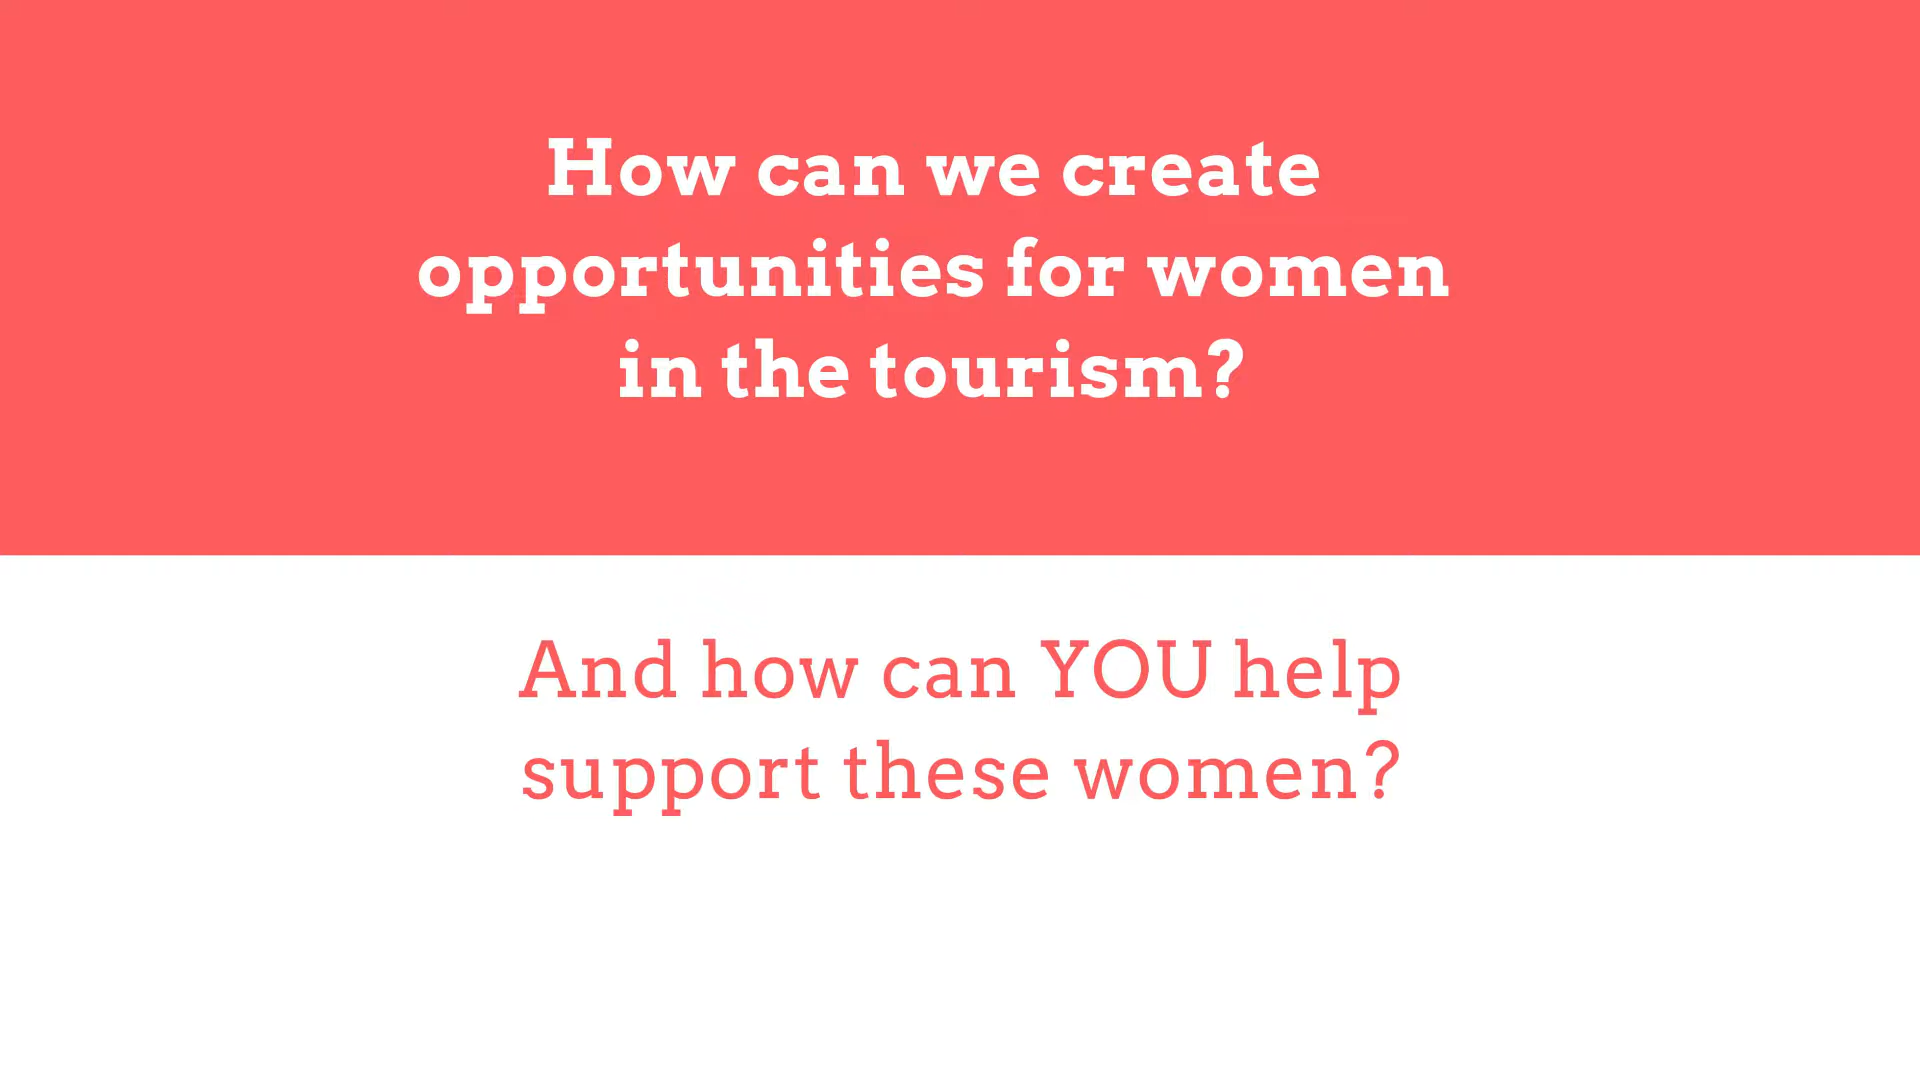 How can we create
opportunities for women
in the tourism?
And how can YOU help
support these women?